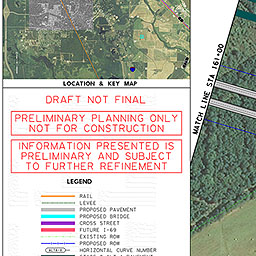 LOCATION & KEY MAP
DRAFT NOT FINAL
PRELIMINARY PLANNING ONLY
NOT FOR CONSTRUCTION
INFORMATION PRESENTED IS
PRELIMINARY AND SUBJECT
TO FURTHER REFINEMENT
LEGEND
RAIL
LEVEE
PROPOSED PAVEMENT
PROPOSED BRIDGE
CROSS STREET
FUTURE I-69
EXISTING ROW
PROPOSED ROW
HORIZONTAL CURVE NUMBER
MATCH LINE STA 161+00